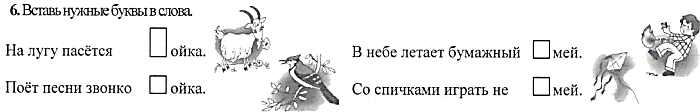 6. Вставь нужные буквы в слова.
На лугу пасётся □ойка.
Поёт песни звонко □ойка.
В небе летает бумажный □мей.
Со спичками играть не □мей.